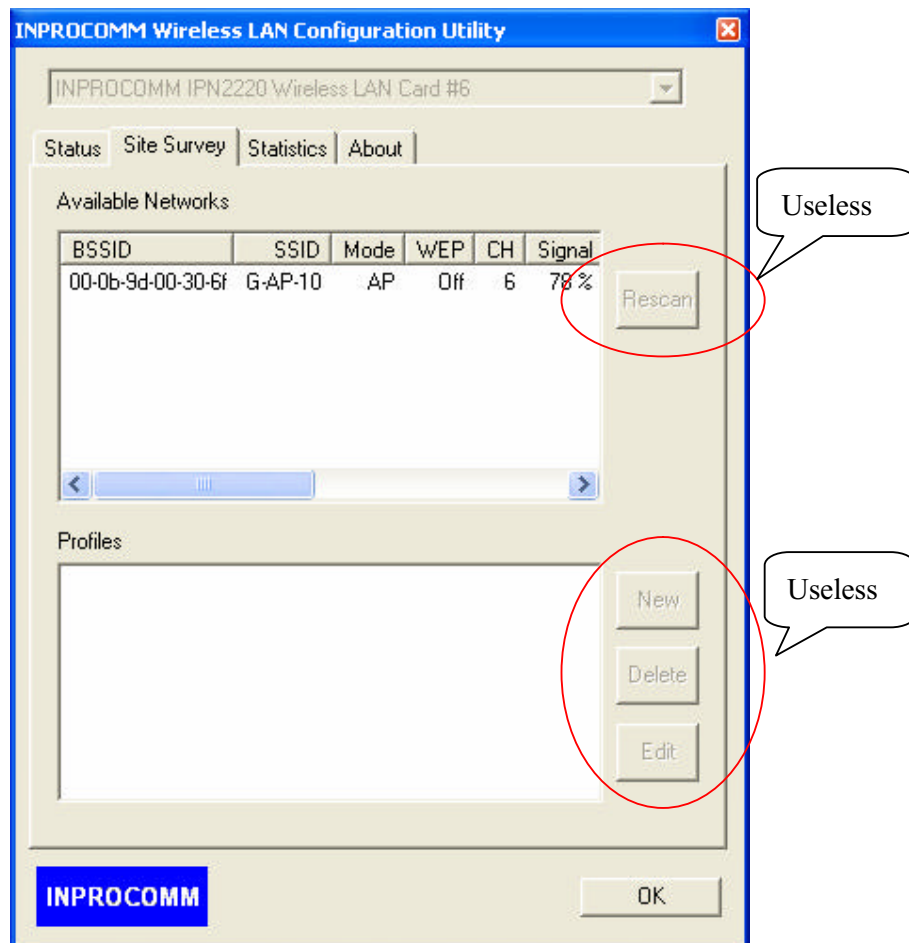 INPROCOMM Wireless LAN Configuration Utility
INPROCOMM IPN2220 Wireless LAN Card #6
Status Site Survey Statistics About
Available Networks
BSSID SSID Mode WEP CH Signal
00-0b-9d-00-30-6f G-AP-10 AP Off 6 78 %
Rescan
Useless
Profiles
New
Delete
Edit
Useless
INPROCOMM
OK